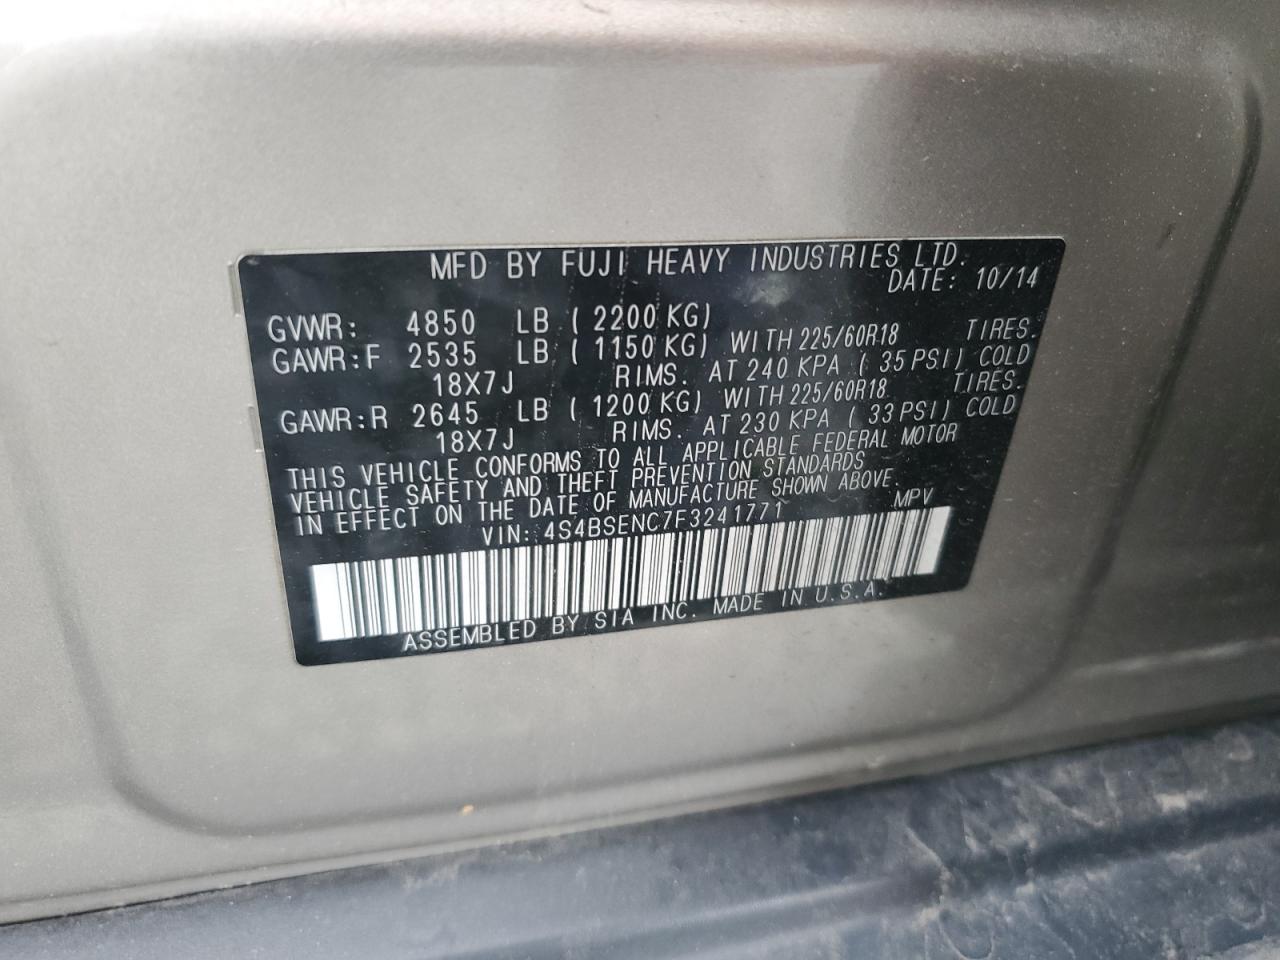 MFD BY FUJI HEAVY INDUSTRIES LTD.
DATE: 10/14
GVWR: 4850 LB ( 2200 KG)
GAWR:F 2535 LB ( 1150 KG) WITH 225/60R18 TIRES.
18X7J RIMS. AT 240 KPA ( 35 PSI) COLD
GAWR:R 2645 LB ( 1200 KG) WITH 225/60R18 TIRES.
18X7J RIMS. AT 230 KPA ( 33 PSI) COLD
THIS VEHICLE CONFORMS TO ALL APPLICABLE FEDERAL MOTOR
VEHICLE SAFETY AND THEFT PREVENTION STANDARDS
IN EFFECT ON THE DATE OF MANUFACTURE SHOWN ABOVE.
VIN: 4S4BSENC7F3241771 MPV
ASSEMBLED BY SIA INC. MADE IN U.S.A.